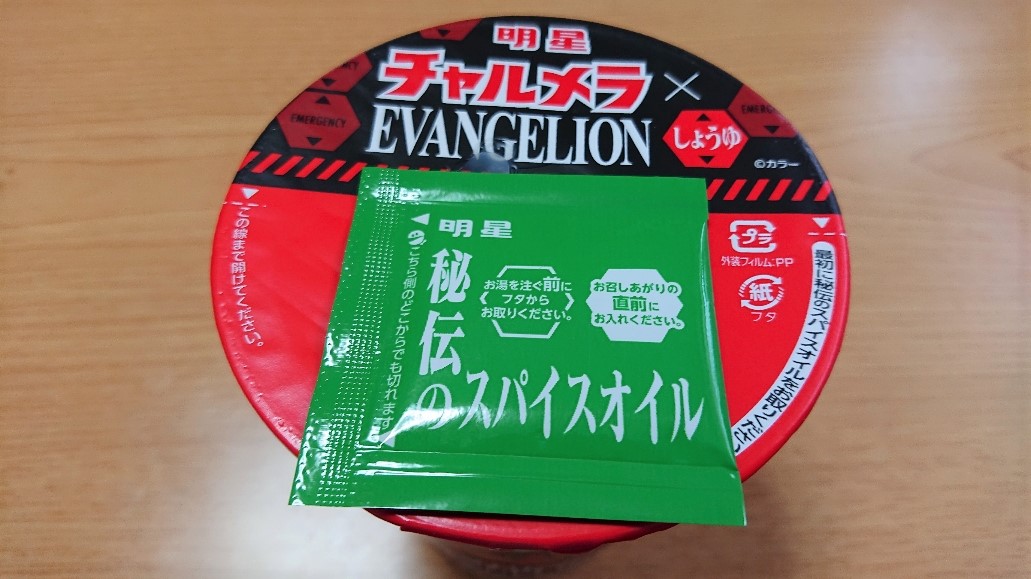 明星
チャルメラ×
EVANGELION
しょうゆ
EMERGENCY
©カラー
この線まで開けてください。
プラ
外装フィルム:PP
紙
フタ
最初に秘伝のスパイスオイルをお取りくださ
明星
こちら側のどこからでも切れます
秘伝のスパイスオイル
お湯を注ぐ前に
フタから
お取りください。
お召しあがりの
直前に
お入れください。